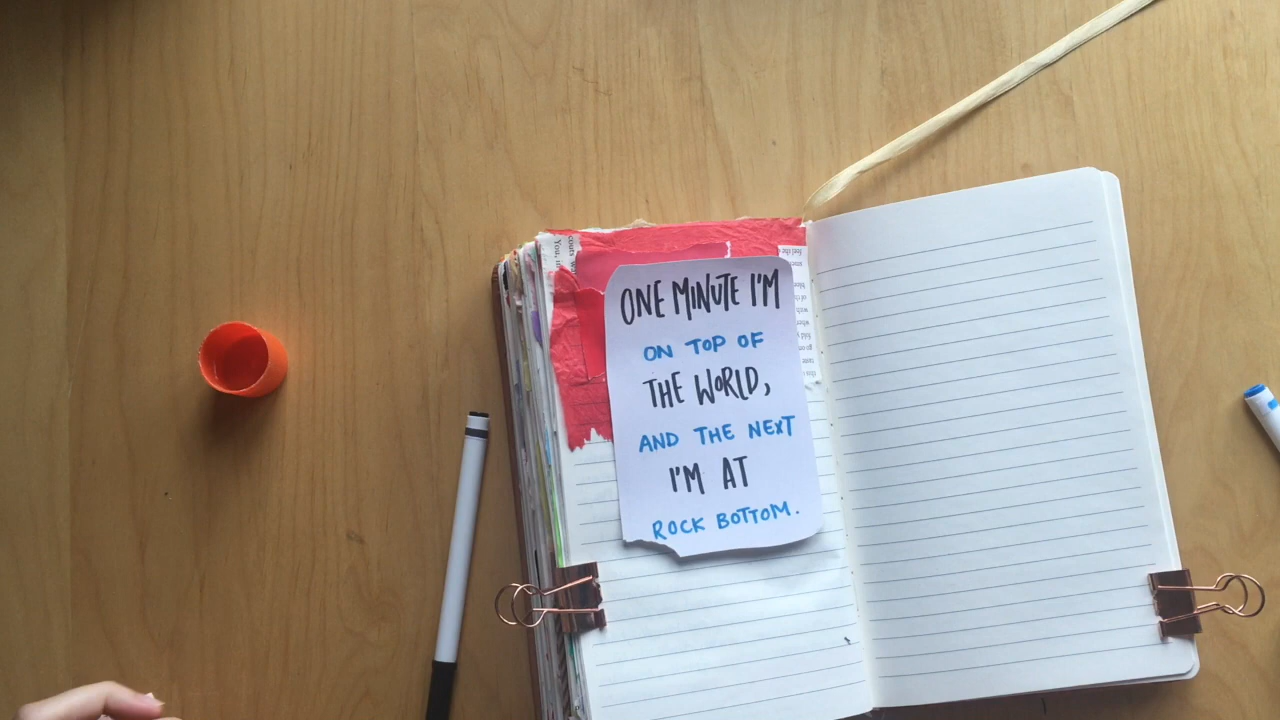 ONE MINUTE I'M
ON TOP OF
THE WORLD,
AND THE NEXT
I'M AT
ROCK BOTTOM.